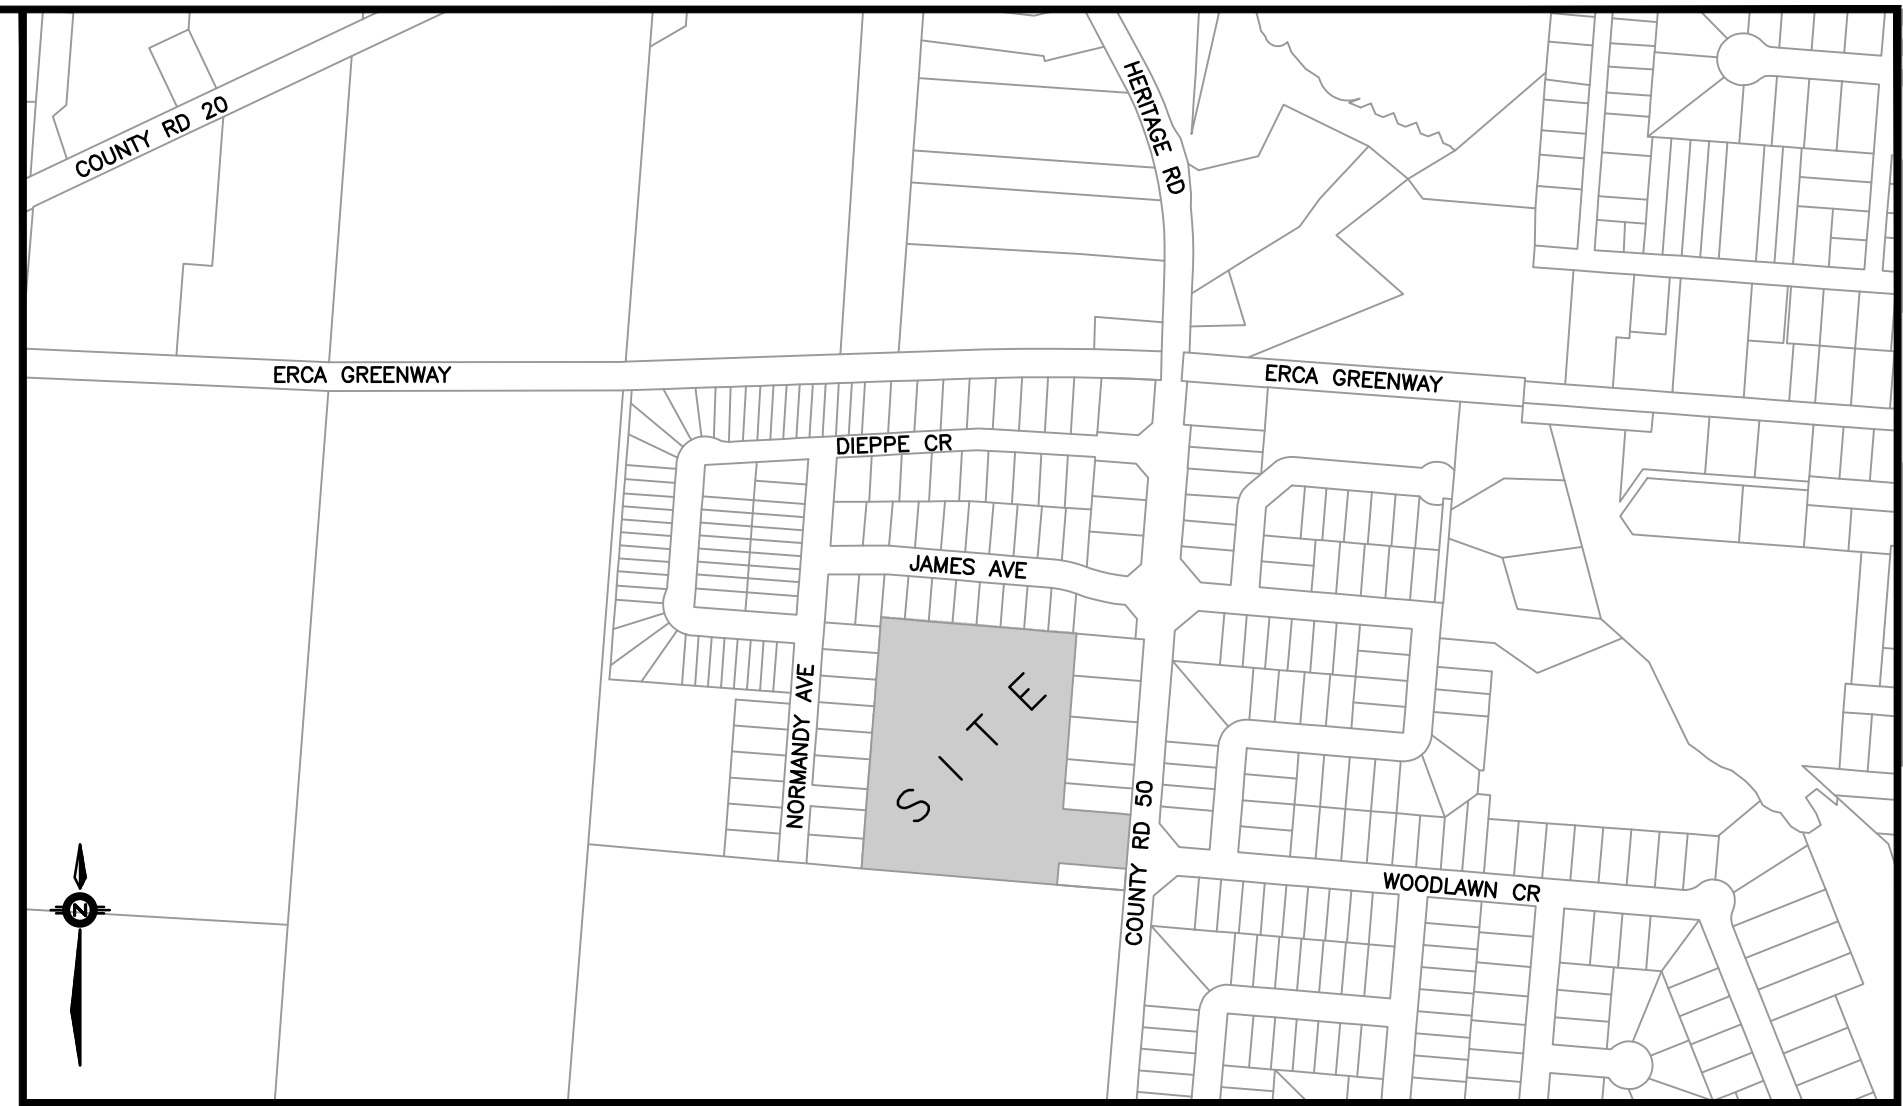 HERITAGE RD
COUNTY RD 20
ERCA GREENWAY
ERCA GREENWAY
DIEPPE CR
JAMES AVE
NORMANDY AVE
SITE
COUNTY RD 50
WOODLAWN CR
N